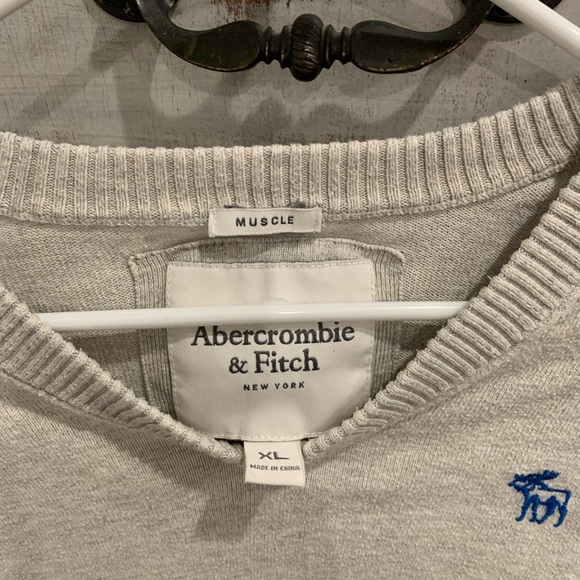 MUSCLE
Abercrombie
& Fitch
NEW YORK
XL
MADE IN CHINA